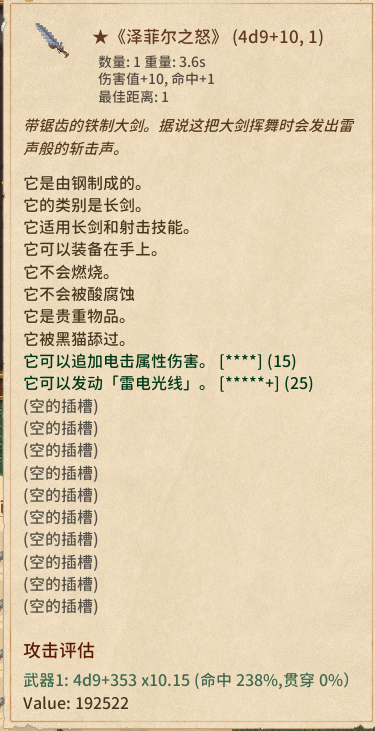 ★《泽菲尔之怒》 (4d9+10, 1)
数量: 1 重量: 3.6s
伤害值+10, 命中+1
最佳距离: 1
带锯齿的铁制大剑。据说这把大剑挥舞时会发出雷
声般的斩击声。
它是由钢制成的。
它的类别是长剑。
它适用长剑和射击技能。
它可以装备在手上。
它不会燃烧。
它不会被酸腐蚀
它是贵重物品。
它被黑猫舔过。
它可以追加电击属性伤害。 [****] (15)
它可以发动「雷电光线」。 [*****+] (25)
(空的插槽)
(空的插槽)
(空的插槽)
(空的插槽)
(空的插槽)
(空的插槽)
(空的插槽)
(空的插槽)
(空的插槽)
(空的插槽)
攻击评估
武器1: 4d9+353 x10.15 (命中 238%,贯穿 0%)
Value: 192522